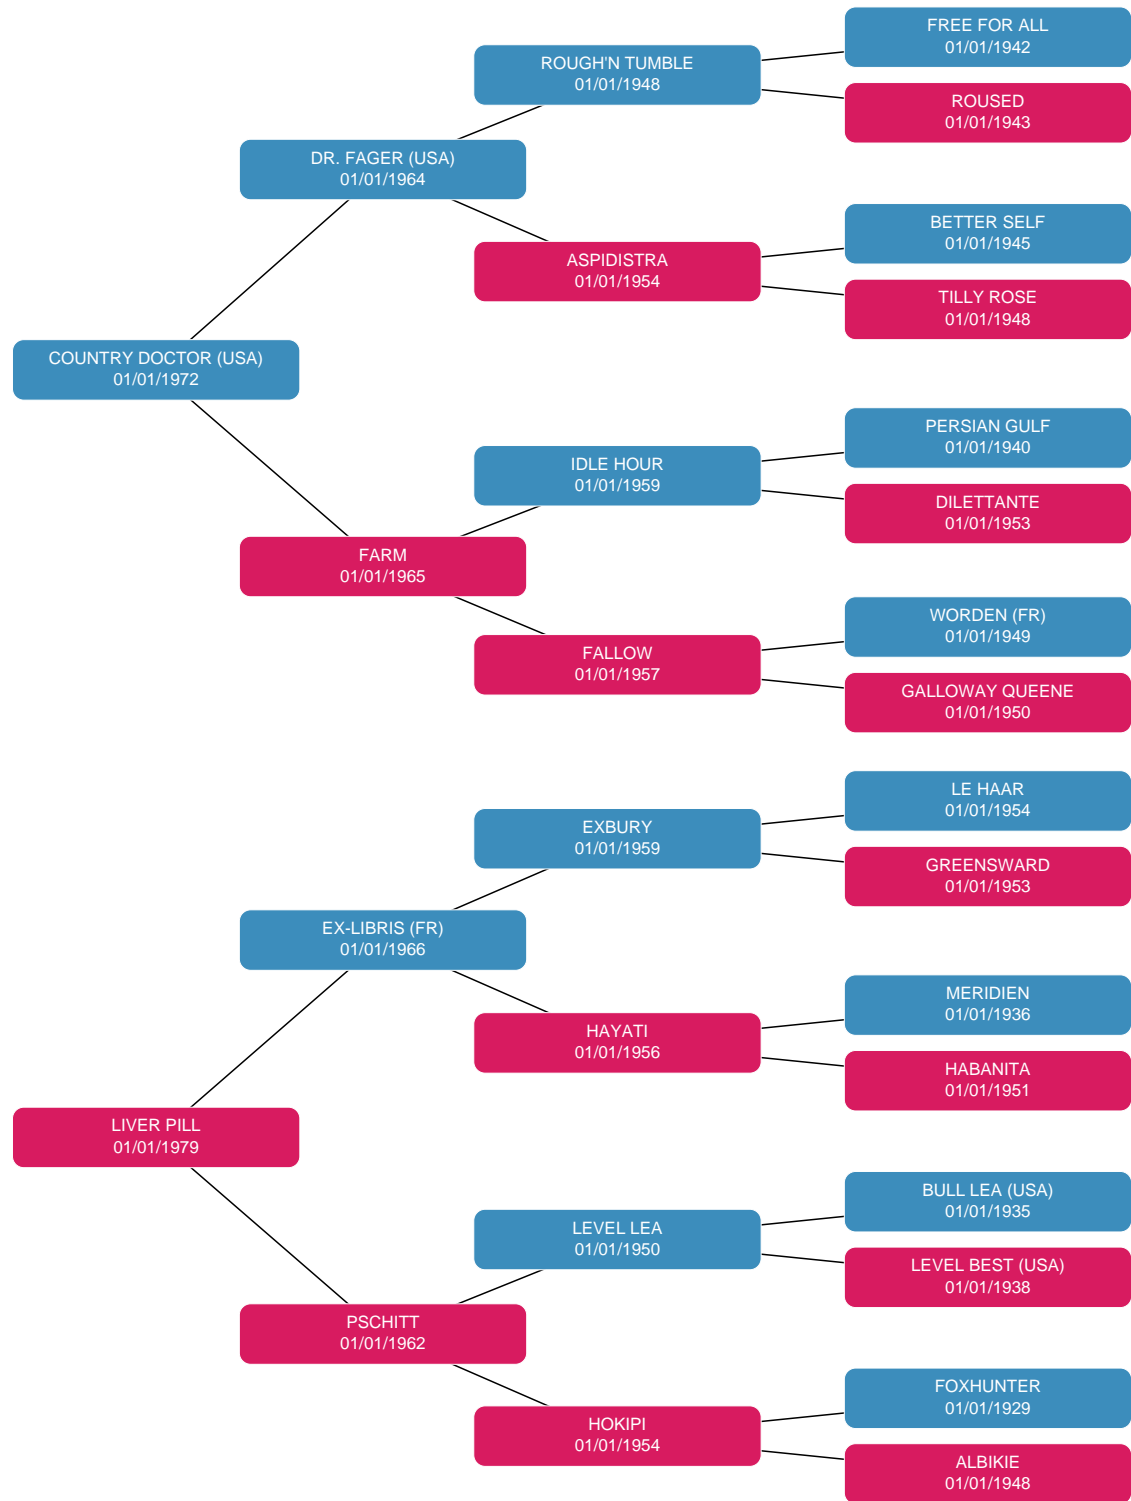 FREE FOR ALL
01/01/1942
ROUGH'N TUMBLE
01/01/1948
ROUSED
01/01/1943
DR. FAGER (USA)
01/01/1964
BETTER SELF
01/01/1945
ASPIDISTRA
01/01/1954
TILLY ROSE
01/01/1948
COUNTRY DOCTOR (USA)
01/01/1972
PERSIAN GULF
01/01/1940
IDLE HOUR
01/01/1959
DILETTANTE
01/01/1953
FARM
01/01/1965
WORDEN (FR)
01/01/1949
FALLOW
01/01/1957
GALLOWAY QUEENE
01/01/1950
LE HAAR
01/01/1954
EXBURY
01/01/1959
GREENSWARD
01/01/1953
EX-LIBRIS (FR)
01/01/1966
MERIDIEN
01/01/1936
HAYATI
01/01/1956
HABANITA
01/01/1951
LIVER PILL
01/01/1979
BULL LEA (USA)
01/01/1935
LEVEL LEA
01/01/1950
LEVEL BEST (USA)
01/01/1938
PSCHITT
01/01/1962
FOXHUNTER
01/01/1929
HOKIPI
01/01/1954
ALBIKIE
01/01/1948